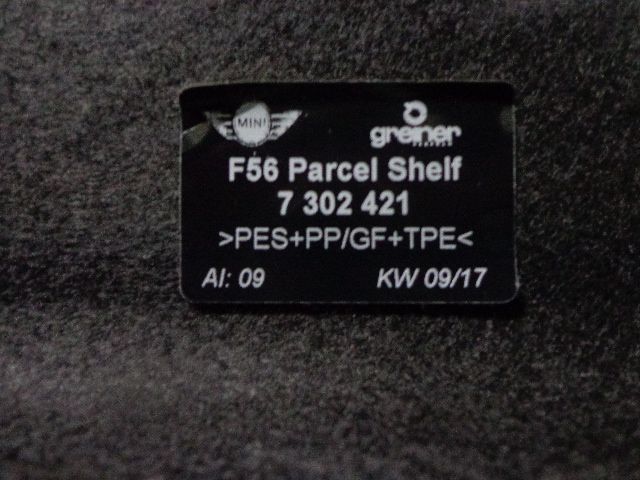 MINI
greiner
F56 Parcel Shelf
7 302 421
>PES+PP/GF+TPE<
AI: 09 KW 09/17